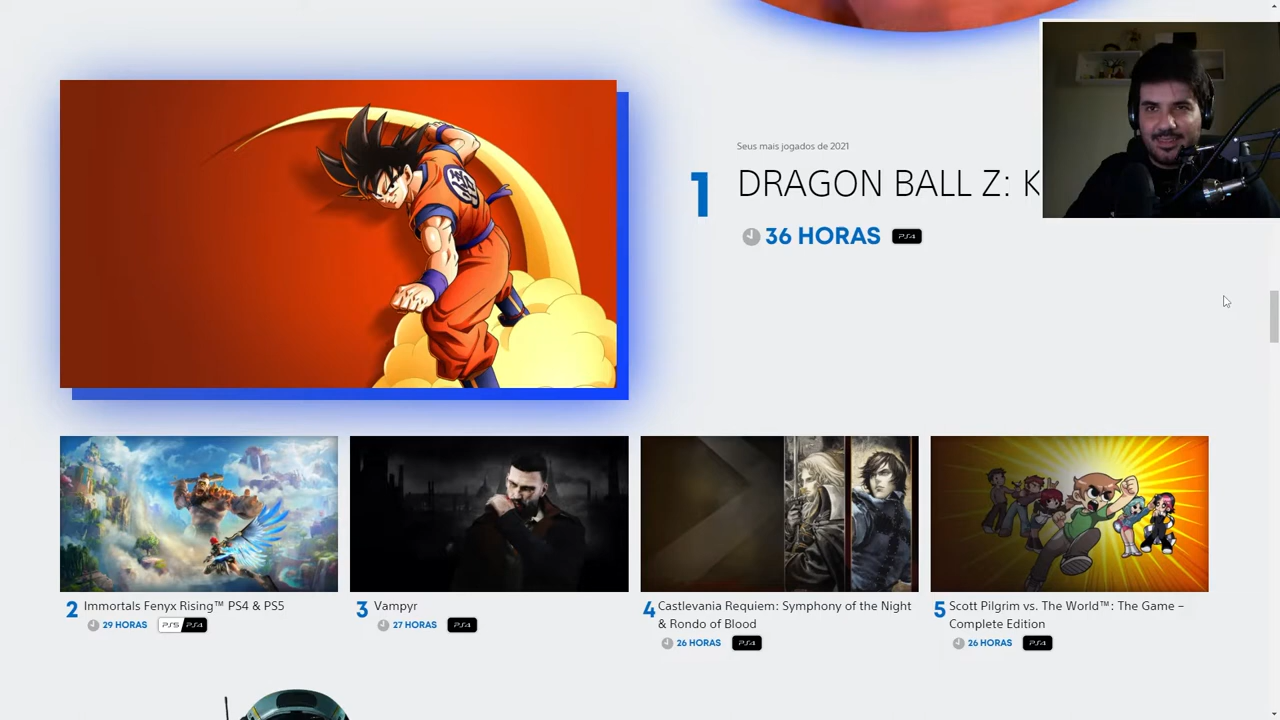 Seus mais jogados de 2021
1
DRAGON BALL Z: K
36 HORAS PS4
2 Immortals Fenyx Rising™ PS4 & PS5
29 HORAS PS5 PS4
3 Vampyr
27 HORAS PS4
4 Castlevania Requiem: Symphony of the Night
& Rondo of Blood
26 HORAS PS4
5 Scott Pilgrim vs. The World™: The Game –
Complete Edition
26 HORAS PS4